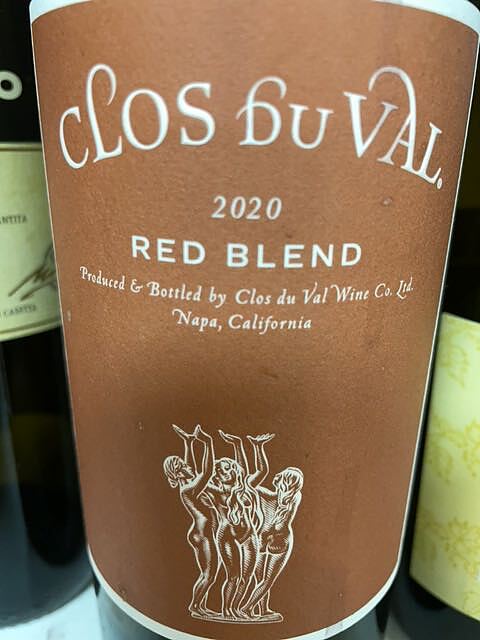 CLOS DU VAL.
2020
RED BLEND
Produced & Bottled by Clos du Val Wine Co. Ltd.
Napa, California